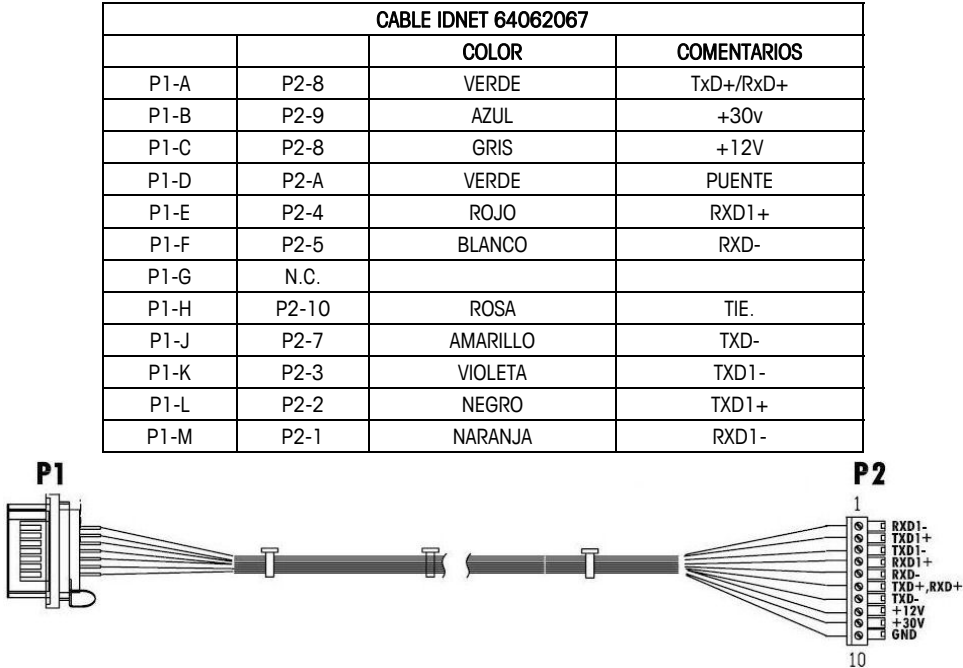 CABLE IDNET 64062067
COLOR COMENTARIOS
P1-A P2-8 VERDE TxD+/RxD+
P1-B P2-9 AZUL +30v
P1-C P2-8 GRIS +12V
P1-D P2-A VERDE PUENTE
P1-E P2-4 ROJO RXD1+
P1-F P2-5 BLANCO RXD-
P1-G N.C.
P1-H P2-10 ROSA TIE.
P1-J P2-7 AMARILLO TXD-
P1-K P2-3 VIOLETA TXD1-
P1-L P2-2 NEGRO TXD1+
P1-M P2-1 NARANJA RXD1-
P1
P2
1
RXD1-
TXD1+
TXD1-
RXD1+
RXD-
TXD+,RXD+
TXD-
+12V
+30V
GND
10